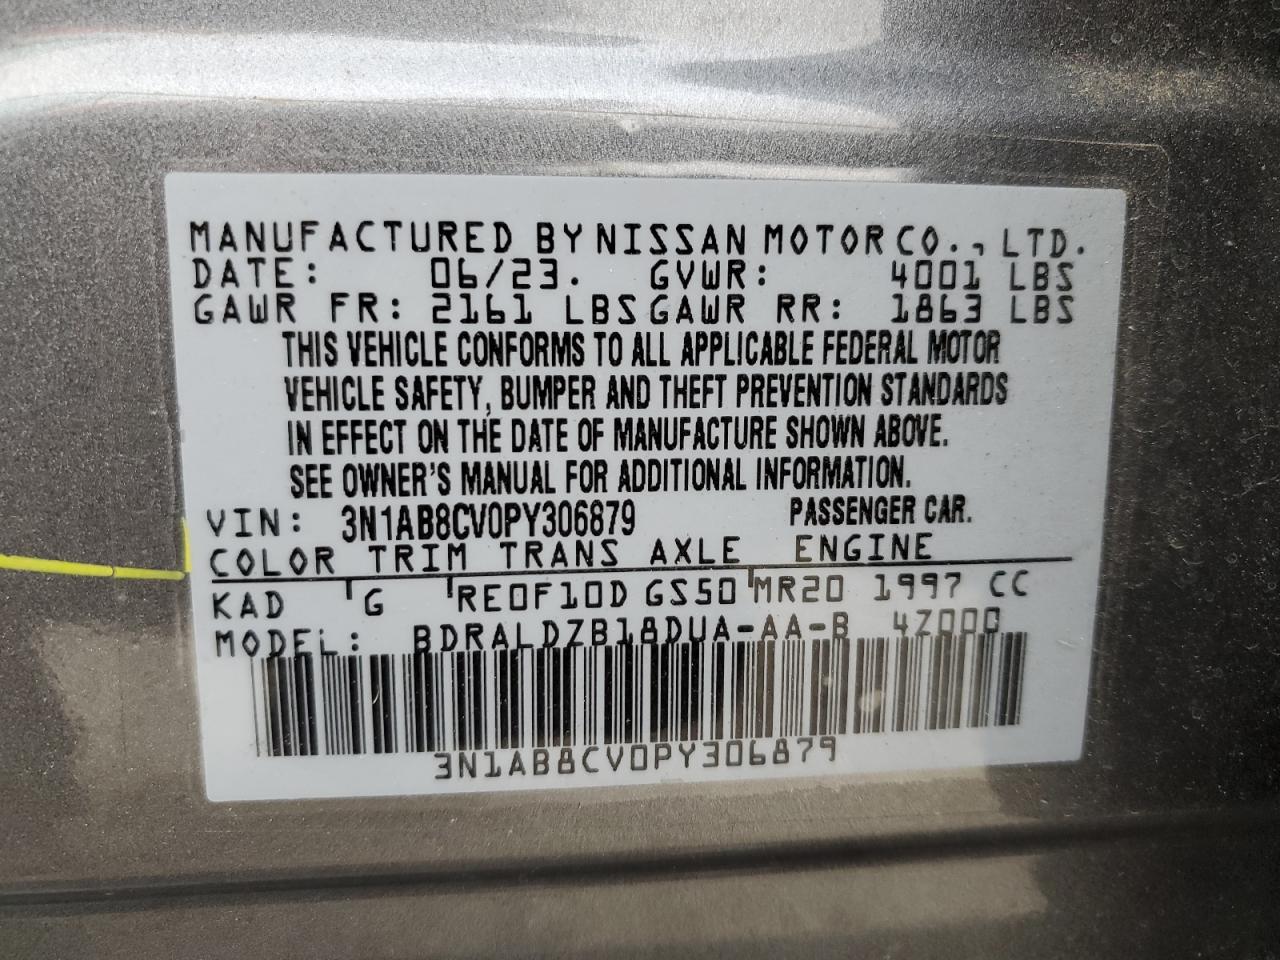 MANUFACTURED BY NISSAN MOTOR CO., LTD.
DATE: 06/23. GVWR: 4001 LBS
GAWR FR: 2161 LBS GAWR RR: 1863 LBS
THIS VEHICLE CONFORMS TO ALL APPLICABLE FEDERAL MOTOR
VEHICLE SAFETY, BUMPER AND THEFT PREVENTION STANDARDS
IN EFFECT ON THE DATE OF MANUFACTURE SHOWN ABOVE.
SEE OWNER'S MANUAL FOR ADDITIONAL INFORMATION.
VIN: 3N1AB8CV0PY306879 PASSENGER CAR.
COLOR TRIM TRANS AXLE ENGINE
KAD G RE0F10D GS50 MR20 1997 CC
MODEL: BDRALDZB18DUA-AA-B 4Z000
3N1AB8CV0PY306879